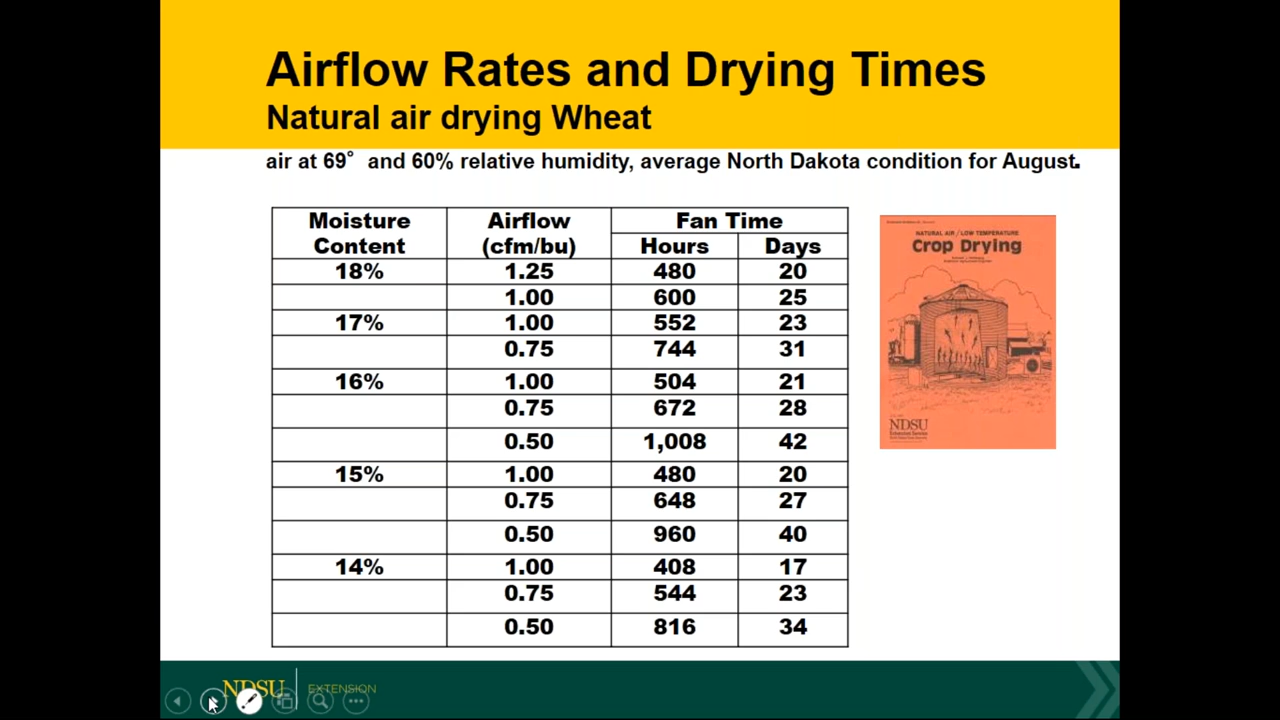 Airflow Rates and Drying Times
Natural air drying Wheat
air at 69° and 60% relative humidity, average North Dakota condition for August.
Moisture Content Airflow (cfm/bu) Fan Time
Hours Days
18% 1.25 480 20
1.00 600 25
17% 1.00 552 23
0.75 744 31
16% 1.00 504 21
0.75 672 28
0.50 1,008 42
15% 1.00 480 20
0.75 648 27
0.50 960 40
14% 1.00 408 17
0.75 544 23
0.50 816 34
NATURAL AIR / LOW TEMPERATURE
Crop Drying
NDSU
Extension Service
NDSU EXTENSION